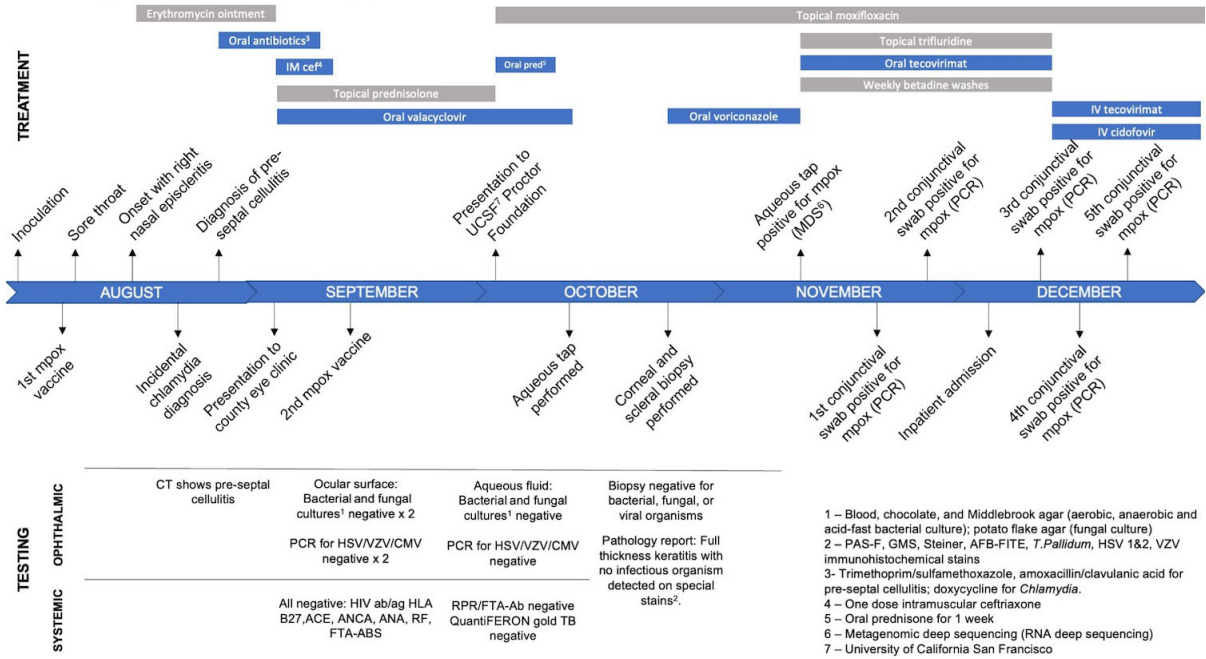 TREATMENT
Erythromycin ointment
Topical moxifloxacin
Oral antibiotics³
Topical trifluridine
IM cef⁴
Oral pred⁵
Oral tecovirimat
Topical prednisolone
Weekly betadine washes
Oral valacyclovir
Oral voriconazole
IV tecovirimat
IV cidofovir
Inoculation
Sore throat
Onset with right
nasal episcleritis
Diagnosis of pre-
septal cellulitis
Presentation to
UCSF⁷ Proctor
Foundation
Aqueous tap
positive for mpox
(MDS⁶)
2nd conjunctival
swab positive for
mpox (PCR)
3rd conjunctival
swab positive for
mpox (PCR)
5th conjunctival
swab positive for
mpox (PCR)
AUGUST
SEPTEMBER
OCTOBER
NOVEMBER
DECEMBER
1st mpox
vaccine
Incidental
chlamydia
diagnosis
Presentation to
county eye clinic
2nd mpox vaccine
Aqueous tap
performed
Corneal and
scleral biopsy
performed
1st conjunctival
swab positive for
mpox (PCR)
Inpatient admission
4th conjunctival
swab positive for
mpox (PCR)
TESTING
OPHTHALMIC
CT shows pre-septal
cellulitis
Ocular surface:
Bacterial and fungal
cultures¹ negative x 2
PCR for HSV/VZV/CMV
negative x 2
Aqueous fluid:
Bacterial and fungal
cultures¹ negative
PCR for HSV/VZV/CMV
negative
Biopsy negative for
bacterial, fungal, or
viral organisms
Pathology report: Full
thickness keratitis with
no infectious organism
detected on special
stains².
SYSTEMIC
All negative: HIV ab/ag HLA
B27,ACE, ANCA, ANA, RF,
FTA-ABS
RPR/FTA-Ab negative
QuantiFERON gold TB
negative
1 – Blood, chocolate, and Middlebrook agar (aerobic, anaerobic and
acid-fast bacterial culture); potato flake agar (fungal culture)
2 – PAS-F, GMS, Steiner, AFB-FITE, T.Pallidum, HSV 1&2, VZV
immunohistochemical stains
3- Trimethoprim/sulfamethoxazole, amoxacillin/clavulanic acid for
pre-septal cellulitis; doxycycline for Chlamydia.
4 – One dose intramuscular ceftriaxone
5 – Oral prednisone for 1 week
6 – Metagenomic deep sequencing (RNA deep sequencing)
7 – University of California San Francisco